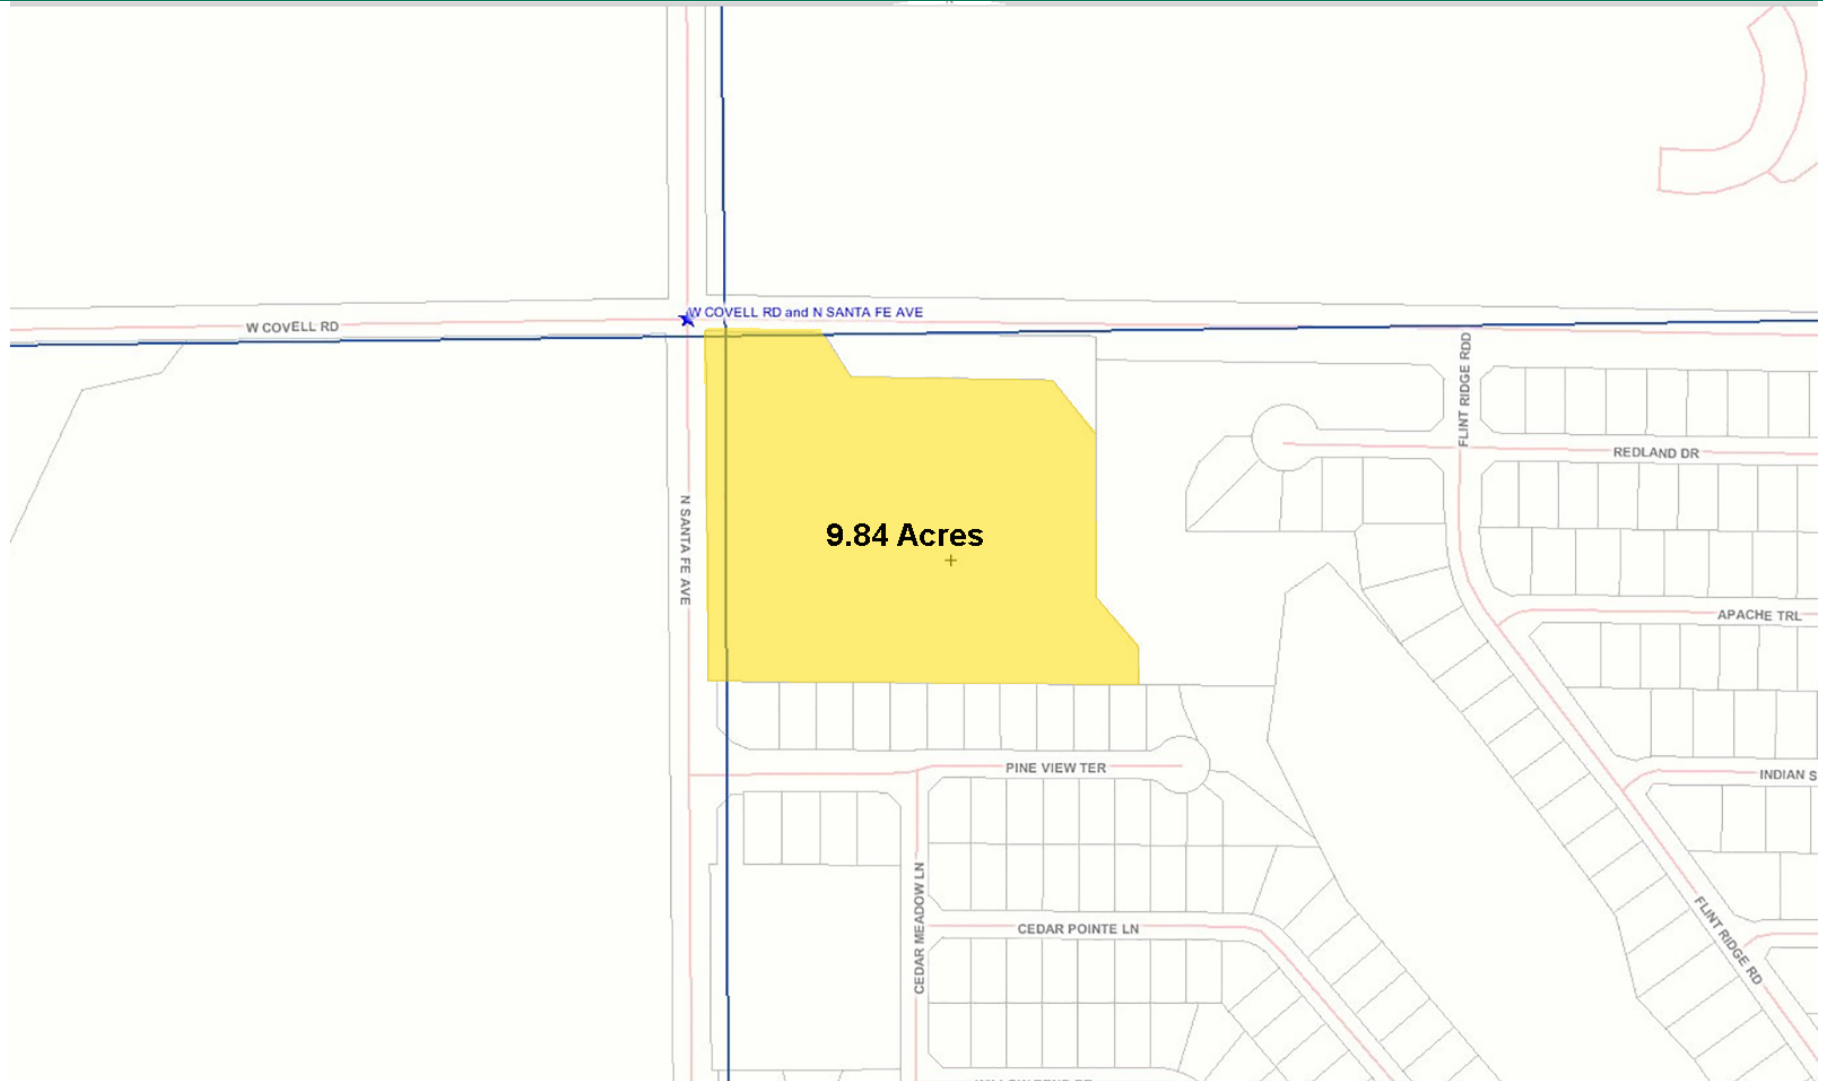 W COVELL RD and N SANTA FE AVE
W COVELL RD
FLINT RIDGE RDD
REDLAND DR
N SANTA FE AVE
9.84 Acres
APACHE TRL
PINE VIEW TER
INDIAN S
CEDAR MEADOW LN
CEDAR POINTE LN
FLINT RIDGE RD